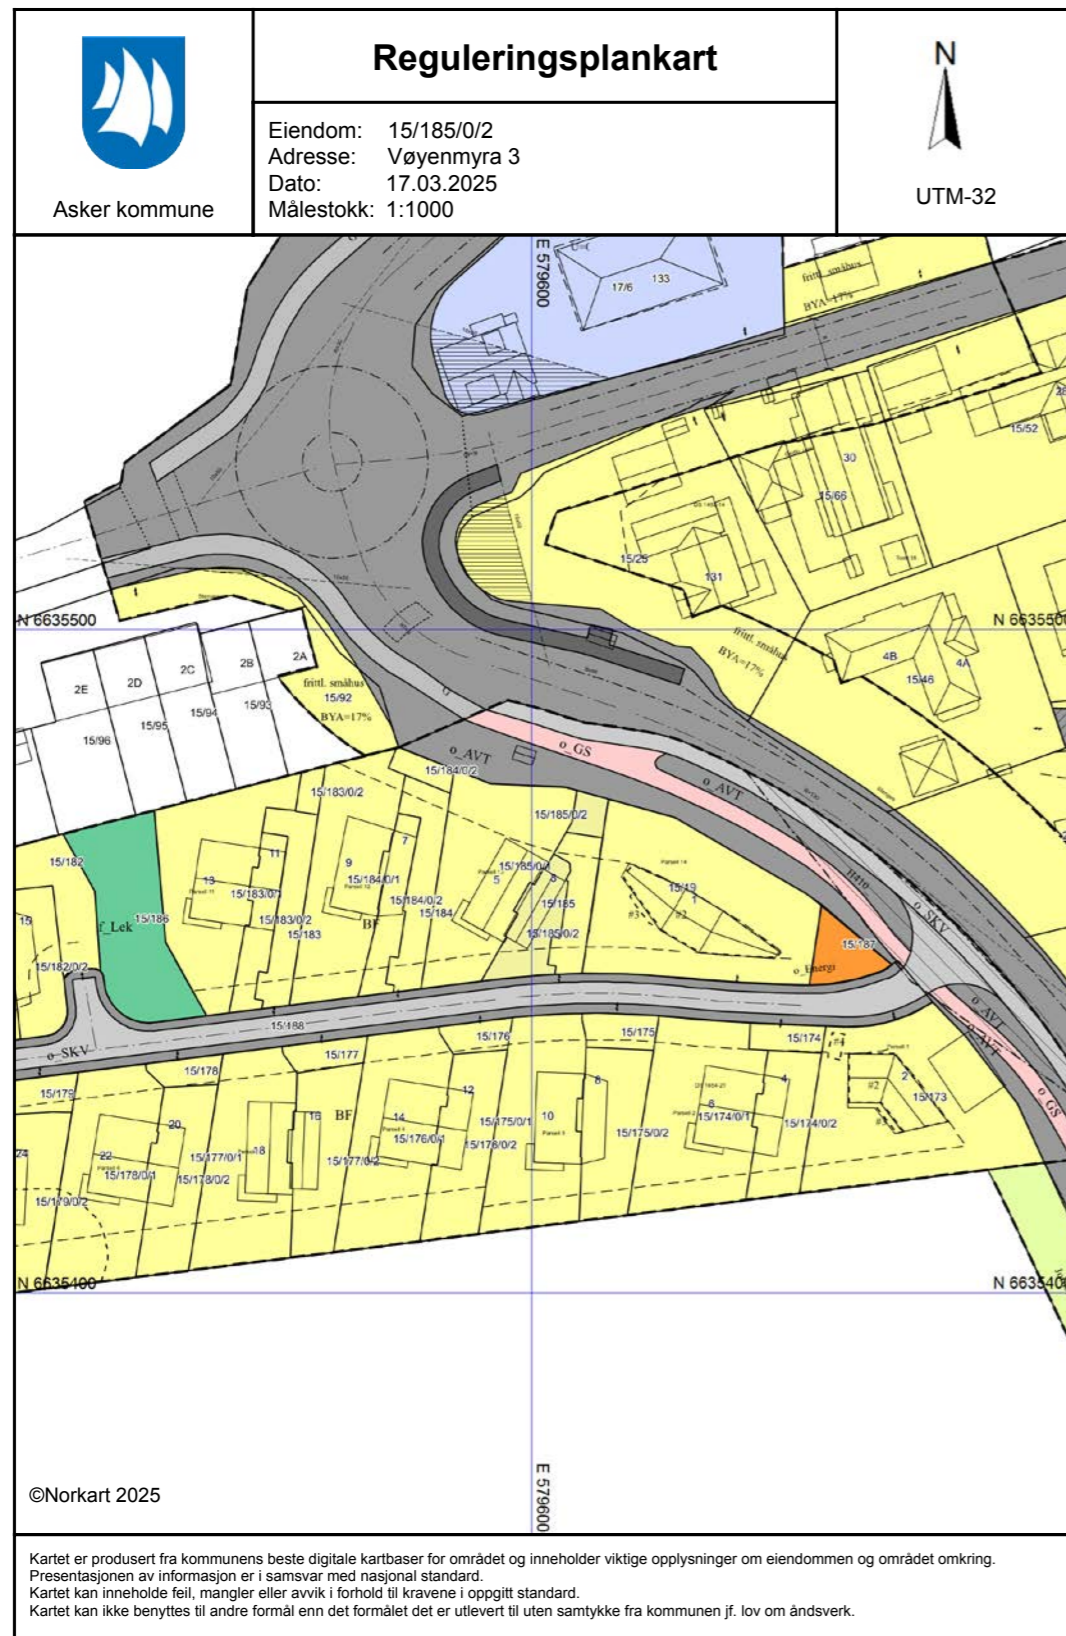 Reguleringsplankart
Asker kommune
Eiendom: 15/185/0/2
Adresse: Vøyenmyra 3
Dato: 17.03.2025
Målestokk: 1:1000
N
UTM-32
E 579600
17/6
133
frittl. småhus
BYA=17%
15/52
30
15/66
15/25
131
N 6635500
N 6635500
frittl. småhus
BYA=17%
4B
4A
15/46
2E
2D
2C
2B
2A
15/96
15/95
15/94
15/93
frittl. småhus
15/92
BYA=17%
G
o_AVT
o_GS
o_AVT
H410
o_SKV
15/184/0/2
15/183/0/2
15/185/0/2
15/182
15/186
f_Lek
15/182/0/2
19
13
11
15/183/0/1
15/183/0/2
15/183
9
7
15/184/0/1
15/184/0/2
15/184
BF
15/185/0/1
5
15/185
15/185/0/2
15/19
1
#3
#2
15/187
o_Energi
15/188
o_SKV
o_AVT
o_AVT
o_GS
15/179
15/178
15/177
15/176
15/175
15/174
#4
#2
2
15/173
24
22
20
15/178/0/1
15/178/0/2
15/179/0/2
18
16
15/177/0/1
15/177/0/2
BF
14
12
15/176/0/1
15/176/0/2
10
8
15/175/0/1
15/175/0/2
6
4
15/174/0/1
15/174/0/2
N 6635400
N 6635400
E 579600
©Norkart 2025
Kartet er produsert fra kommunens beste digitale kartbaser for området og inneholder viktige opplysninger om eiendommen og området omkring.
Presentasjonen av informasjon er i samsvar med nasjonal standard.
Kartet kan inneholde feil, mangler eller avvik i forhold til kravene i oppgitt standard.
Kartet kan ikke benyttes til andre formål enn det formålet det er utlevert til uten samtykke fra kommunen jf. lov om åndsverk.